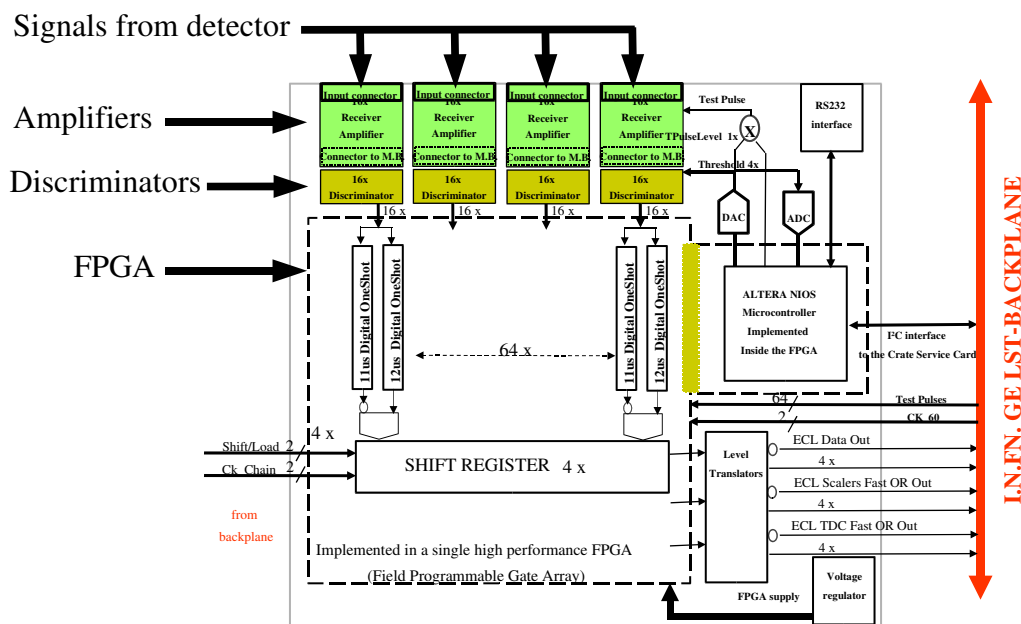 Signals from detector
Amplifiers
Discriminators
FPGA
Input connector
Input connector
Input connector
Input connector
16x
Receiver
Amplifier
Connector to M.B.
16x
Receiver
Amplifier
Connector to M.B.
16x
Receiver
Amplifier
Connector to M.B.
16x
Receiver
Amplifier
Connector to M.B.
16x
Discriminator
16x
Discriminator
16x
Discriminator
16x
Discriminator
16 x
16 x
16 x
16 x
Test Pulse
X
TPulseLevel 1x
Threshold 4x
RS232
interface
DAC
ADC
11us Digital OneShot
12us Digital OneShot
64 x
11us Digital OneShot
12us Digital OneShot
ALTERA NIOS
Microcontroller
Implemented
Inside the FPGA
I²C interface
to the Crate Service Card
64
Test Pulses
2
CK_60
Shift/Load
2
4 x
Ck_Chain
2
SHIFT REGISTER 4 x
from
backplane
Level
Translators
ECL Data Out
4 x
ECL Scalers Fast OR Out
4 x
ECL TDC Fast OR Out
4 x
Implemented in a single high performance FPGA
(Field Programmable Gate Array)
FPGA supply
Voltage
regulator
I.N.FN. GE LST-BACKPLANE